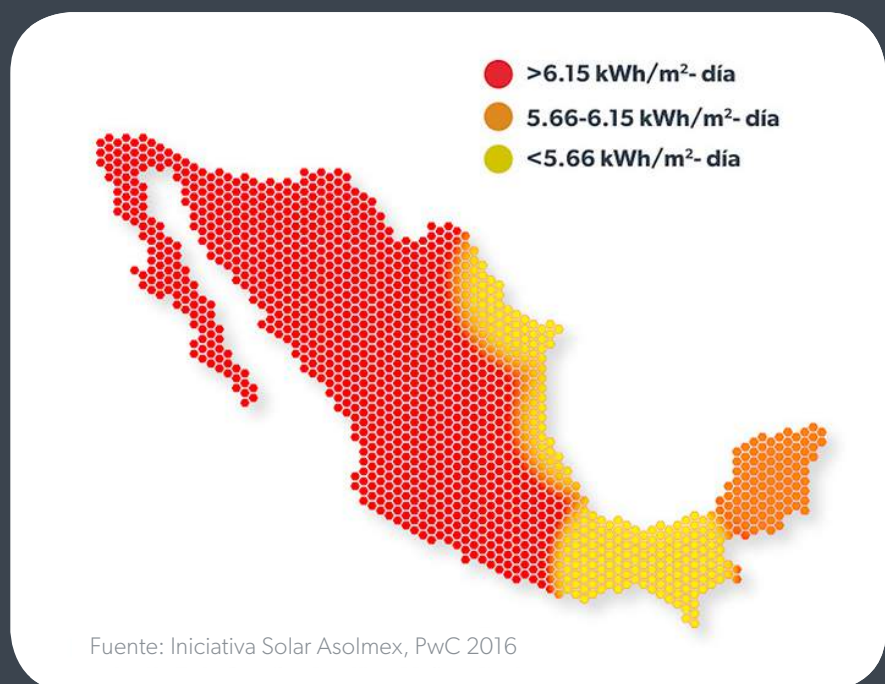 >6.15 kWh/m²- día
5.66-6.15 kWh/m²- día
<5.66 kWh/m²- día
Fuente: Iniciativa Solar Asolmex, PwC 2016